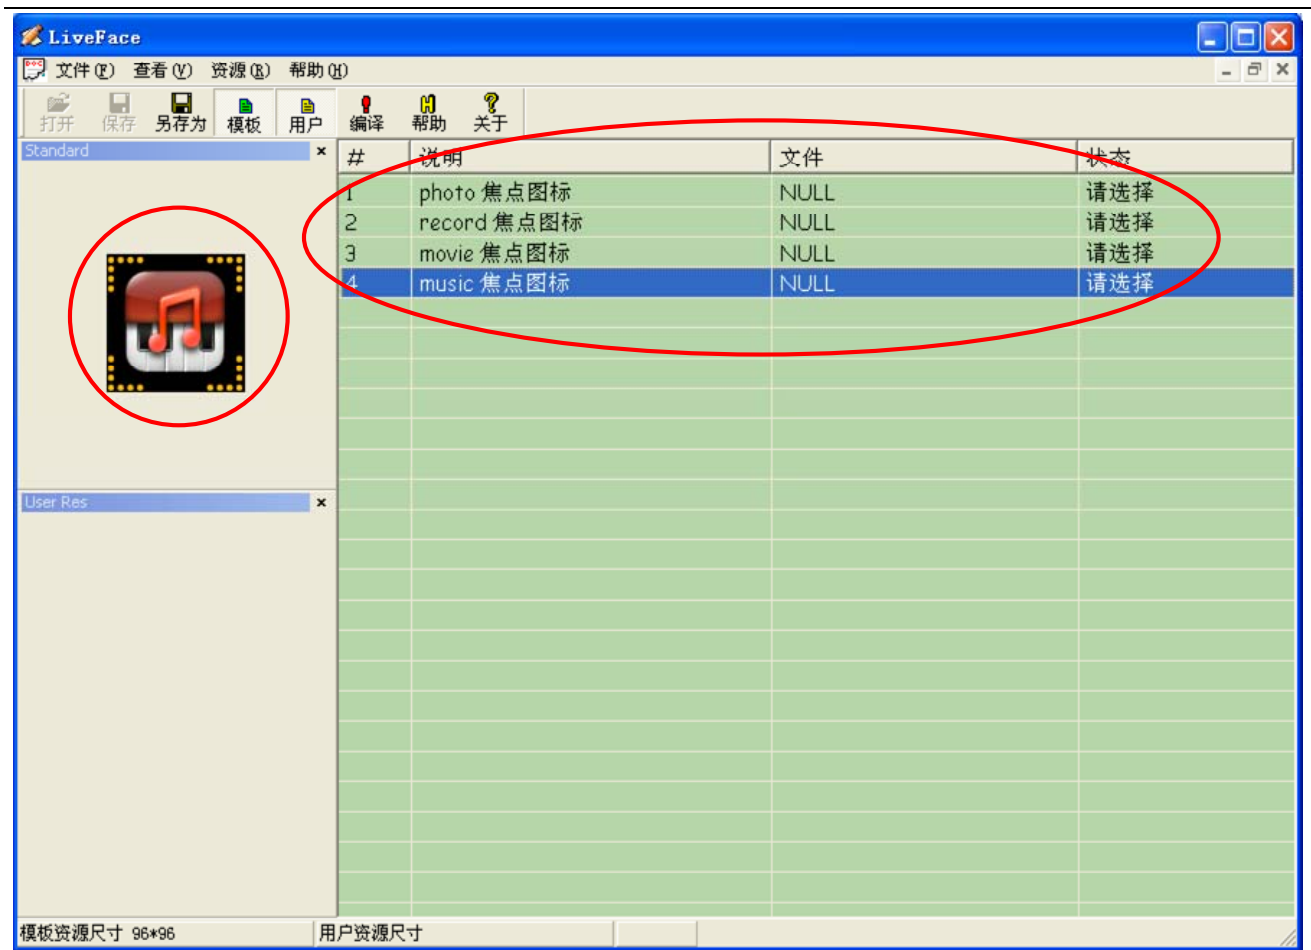 LiveFace
文件(F) 查看(V) 资源(R) 帮助(H)
打开 保存 另存为 模板 用户 编译 帮助 关于
Standard
# 说明 文件 状态
1 photo 焦点图标 NULL 请选择
2 record 焦点图标 NULL 请选择
3 movie 焦点图标 NULL 请选择
4 music 焦点图标 NULL 请选择
User Res
模板资源尺寸 96*96 用户资源尺寸